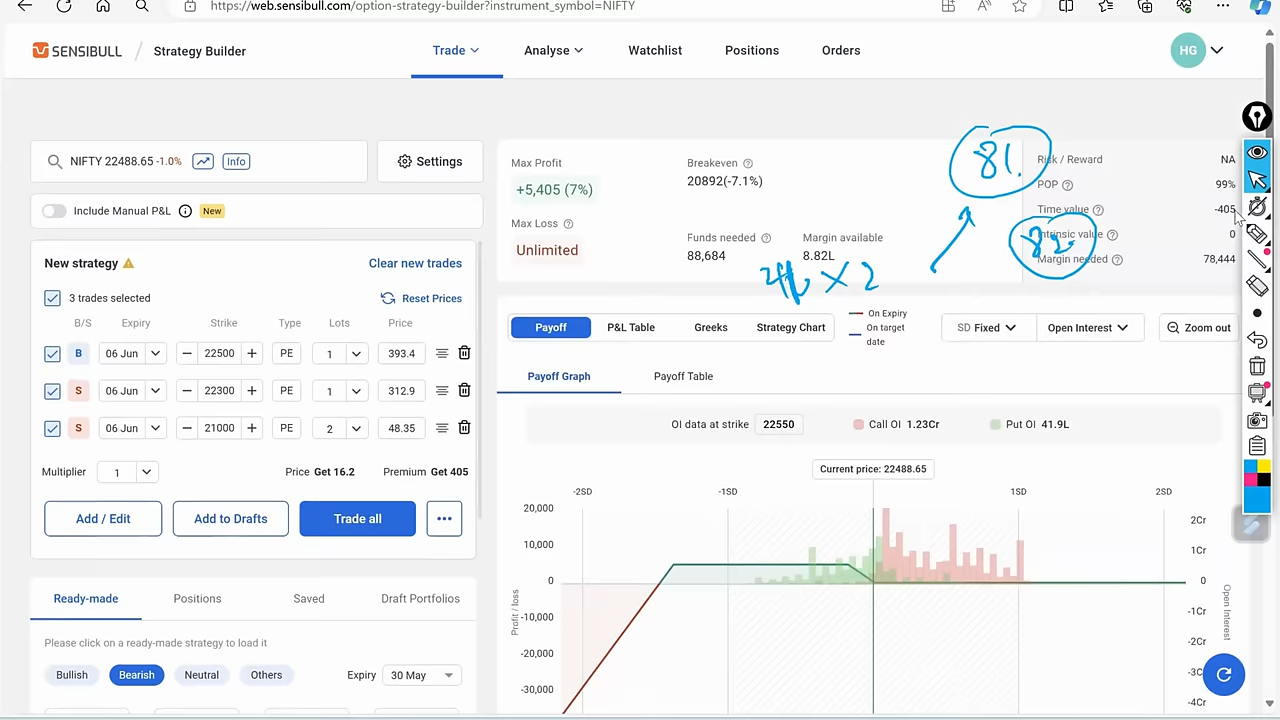 https://web.sensibull.com/option-strategy-builder?instrument_symbol=NIFTY
SENSIBULL / Strategy Builder
Trade
Analyse
Watchlist
Positions
Orders
HG
NIFTY 22488.65 -1.0%
Info
Settings
Include Manual P&L
New
New strategy
Clear new trades
3 trades selected
Reset Prices
B/S Expiry Strike Type Lots Price
B 06 Jun 22500 PE 1 393.4
S 06 Jun 22300 PE 1 312.9
S 06 Jun 21000 PE 2 48.35
Multiplier 1 Price Get 16.2 Premium Get 405
Add / Edit
Add to Drafts
Trade all
Ready-made
Positions
Saved
Draft Portfolios
Please click on a ready-made strategy to load it
Bullish
Bearish
Neutral
Others
Expiry 30 May
Max Profit
+5,405 (7%)
Max Loss
Unlimited
Breakeven
20892(-7.1%)
Funds needed
88,684
Margin available
8.82L
81.
82.
Risk / Reward NA
POP 99%
Time value -405
Intrinsic value 0
Margin needed 78,444
Payoff
P&L Table
Greeks
Strategy Chart
On Expiry
On target
date
SD Fixed
Open Interest
Zoom out
Payoff Graph
Payoff Table
OI data at strike 22550
Call OI 1.23Cr
Put OI 41.9L
Current price: 22488.65
-2SD
-1SD
1SD
2SD
20,000
10,000
0
-10,000
-20,000
-30,000
Profit / loss
2Cr
1Cr
0
-1Cr
-2Cr
-4Cr
Open Interest